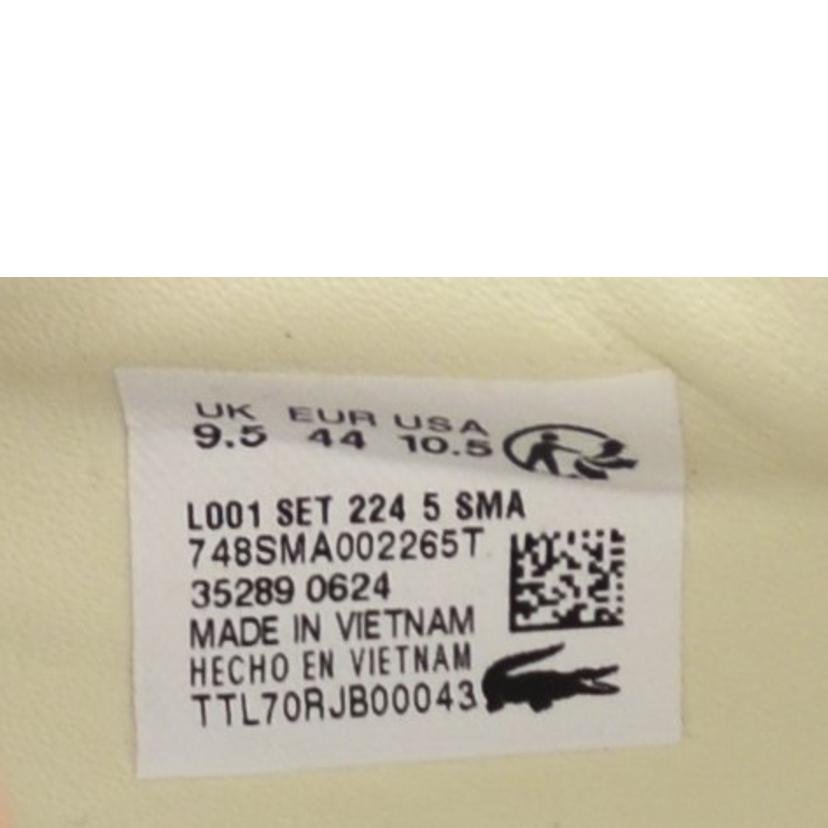 UK EUR USA
9.5 44 10.5
L001 SET 224 5 SMA
748SMA002265T
35289 0624
MADE IN VIETNAM
HECHO EN VIETNAM
TTL70RJB00043